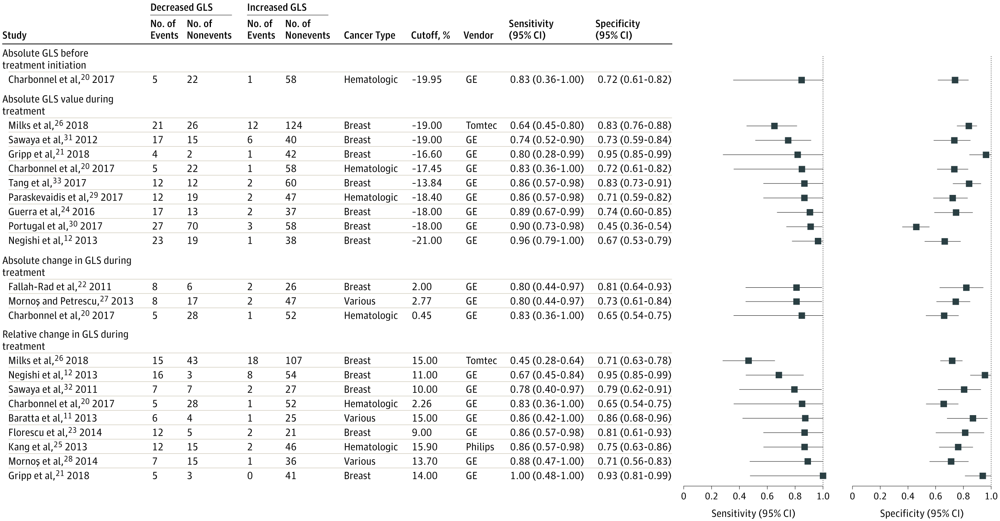 Decreased GLS Increased GLS
No. of No. of No. of No. of Sensitivity Specificity
Study Events Nonevents Events Nonevents Cancer Type Cutoff, % Vendor (95% CI) (95% CI)
Absolute GLS before
treatment initiation
Charbonnel et al,20 2017 5 22 1 58 Hematologic -19.95 GE 0.83 (0.36-1.00) 0.72 (0.61-0.82)
Absolute GLS value during
treatment
Milks et al,26 2018 21 26 12 124 Breast -19.00 Tomtec 0.64 (0.45-0.80) 0.83 (0.76-0.88)
Sawaya et al,31 2012 17 15 6 40 Breast -19.00 GE 0.74 (0.52-0.90) 0.73 (0.59-0.84)
Gripp et al,21 2018 4 2 1 42 Breast -16.60 GE 0.80 (0.28-0.99) 0.95 (0.85-0.99)
Charbonnel et al,20 2017 5 22 1 58 Hematologic -17.45 GE 0.83 (0.36-1.00) 0.72 (0.61-0.82)
Tang et al,33 2017 12 12 2 60 Breast -13.84 GE 0.86 (0.57-0.98) 0.83 (0.73-0.91)
Paraskevaidis et al,29 2017 12 19 2 47 Hematologic -18.40 GE 0.86 (0.57-0.98) 0.71 (0.59-0.82)
Guerra et al,24 2016 17 13 2 37 Breast -18.00 GE 0.89 (0.67-0.99) 0.74 (0.60-0.85)
Portugal et al,30 2017 27 70 3 58 Breast -18.00 GE 0.90 (0.73-0.98) 0.45 (0.36-0.54)
Negishi et al,12 2013 23 19 1 38 Breast -21.00 GE 0.96 (0.79-1.00) 0.67 (0.53-0.79)
Absolute change in GLS during
treatment
Fallah-Rad et al,22 2011 8 6 2 26 Breast 2.00 GE 0.80 (0.44-0.97) 0.81 (0.64-0.93)
Mornoş and Petrescu,27 2013 8 17 2 47 Various 2.77 GE 0.80 (0.44-0.97) 0.73 (0.61-0.84)
Charbonnel et al,20 2017 5 28 1 52 Hematologic 0.45 GE 0.83 (0.36-1.00) 0.65 (0.54-0.75)
Relative change in GLS during
treatment
Milks et al,26 2018 15 43 18 107 Breast 15.00 Tomtec 0.45 (0.28-0.64) 0.71 (0.63-0.78)
Negishi et al,12 2013 16 3 8 54 Breast 11.00 GE 0.67 (0.45-0.84) 0.95 (0.85-0.99)
Sawaya et al,32 2011 7 7 2 27 Breast 10.00 GE 0.78 (0.40-0.97) 0.79 (0.62-0.91)
Charbonnel et al,20 2017 5 28 1 52 Hematologic 2.26 GE 0.83 (0.36-1.00) 0.65 (0.54-0.75)
Baratta et al,11 2013 6 4 1 25 Various 15.00 GE 0.86 (0.42-1.00) 0.86 (0.68-0.96)
Florescu et al,23 2014 12 5 2 21 Breast 9.00 GE 0.86 (0.57-0.98) 0.81 (0.61-0.93)
Kang et al,25 2013 12 15 2 46 Hematologic 15.90 Philips 0.86 (0.57-0.98) 0.75 (0.63-0.86)
Mornoş et al,28 2014 7 15 1 36 Various 13.70 GE 0.88 (0.47-1.00) 0.71 (0.56-0.83)
Gripp et al,21 2018 5 3 0 41 Breast 14.00 GE 1.00 (0.48-1.00) 0.93 (0.81-0.99)
0 0.2 0.4 0.6 0.8 1.0 0 0.2 0.4 0.6 0.8 1.0
Sensitivity (95% CI) Specificity (95% CI)